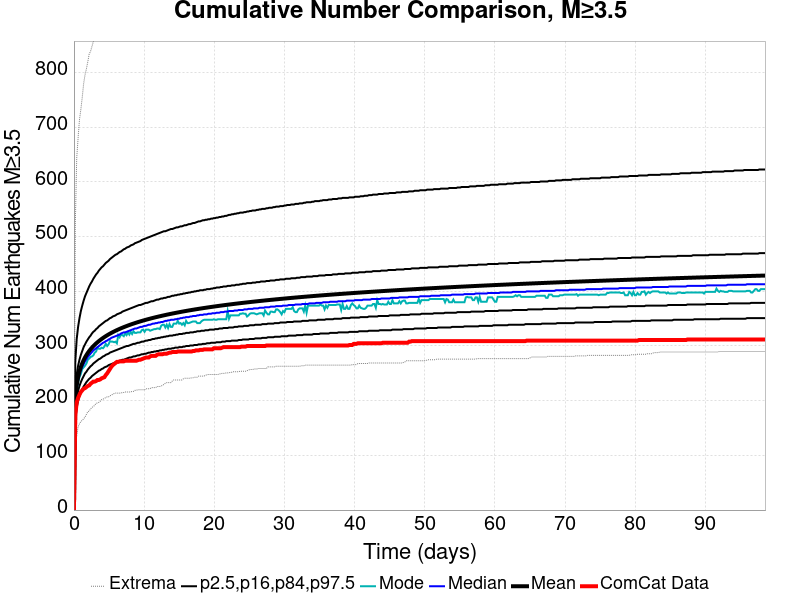 Cumulative Number Comparison, M≥3.5
Cumulative Num Earthquakes M≥3.5
800
700
600
500
400
300
200
100
0
0 10 20 30 40 50 60 70 80 90
Time (days)
Extrema p2.5,p16,p84,p97.5 Mode Median Mean ComCat Data